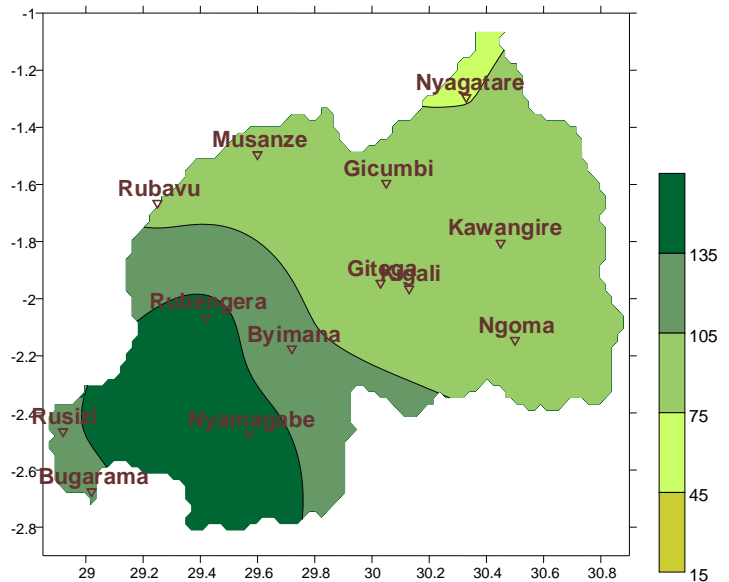 -1
-1.2
Nyagatare
-1.4
Musanze
Gicumbi
-1.6
Rubavu
Kawangire
-1.8
Gitega
Kigali
135
-2
Rubengera
Byimana
Ngoma
105
-2.2
-2.4
Rusizi
Nyamagabe
75
-2.6
Bugarama
45
-2.8
15
29 29.2 29.4 29.6 29.8 30 30.2 30.4 30.6 30.8